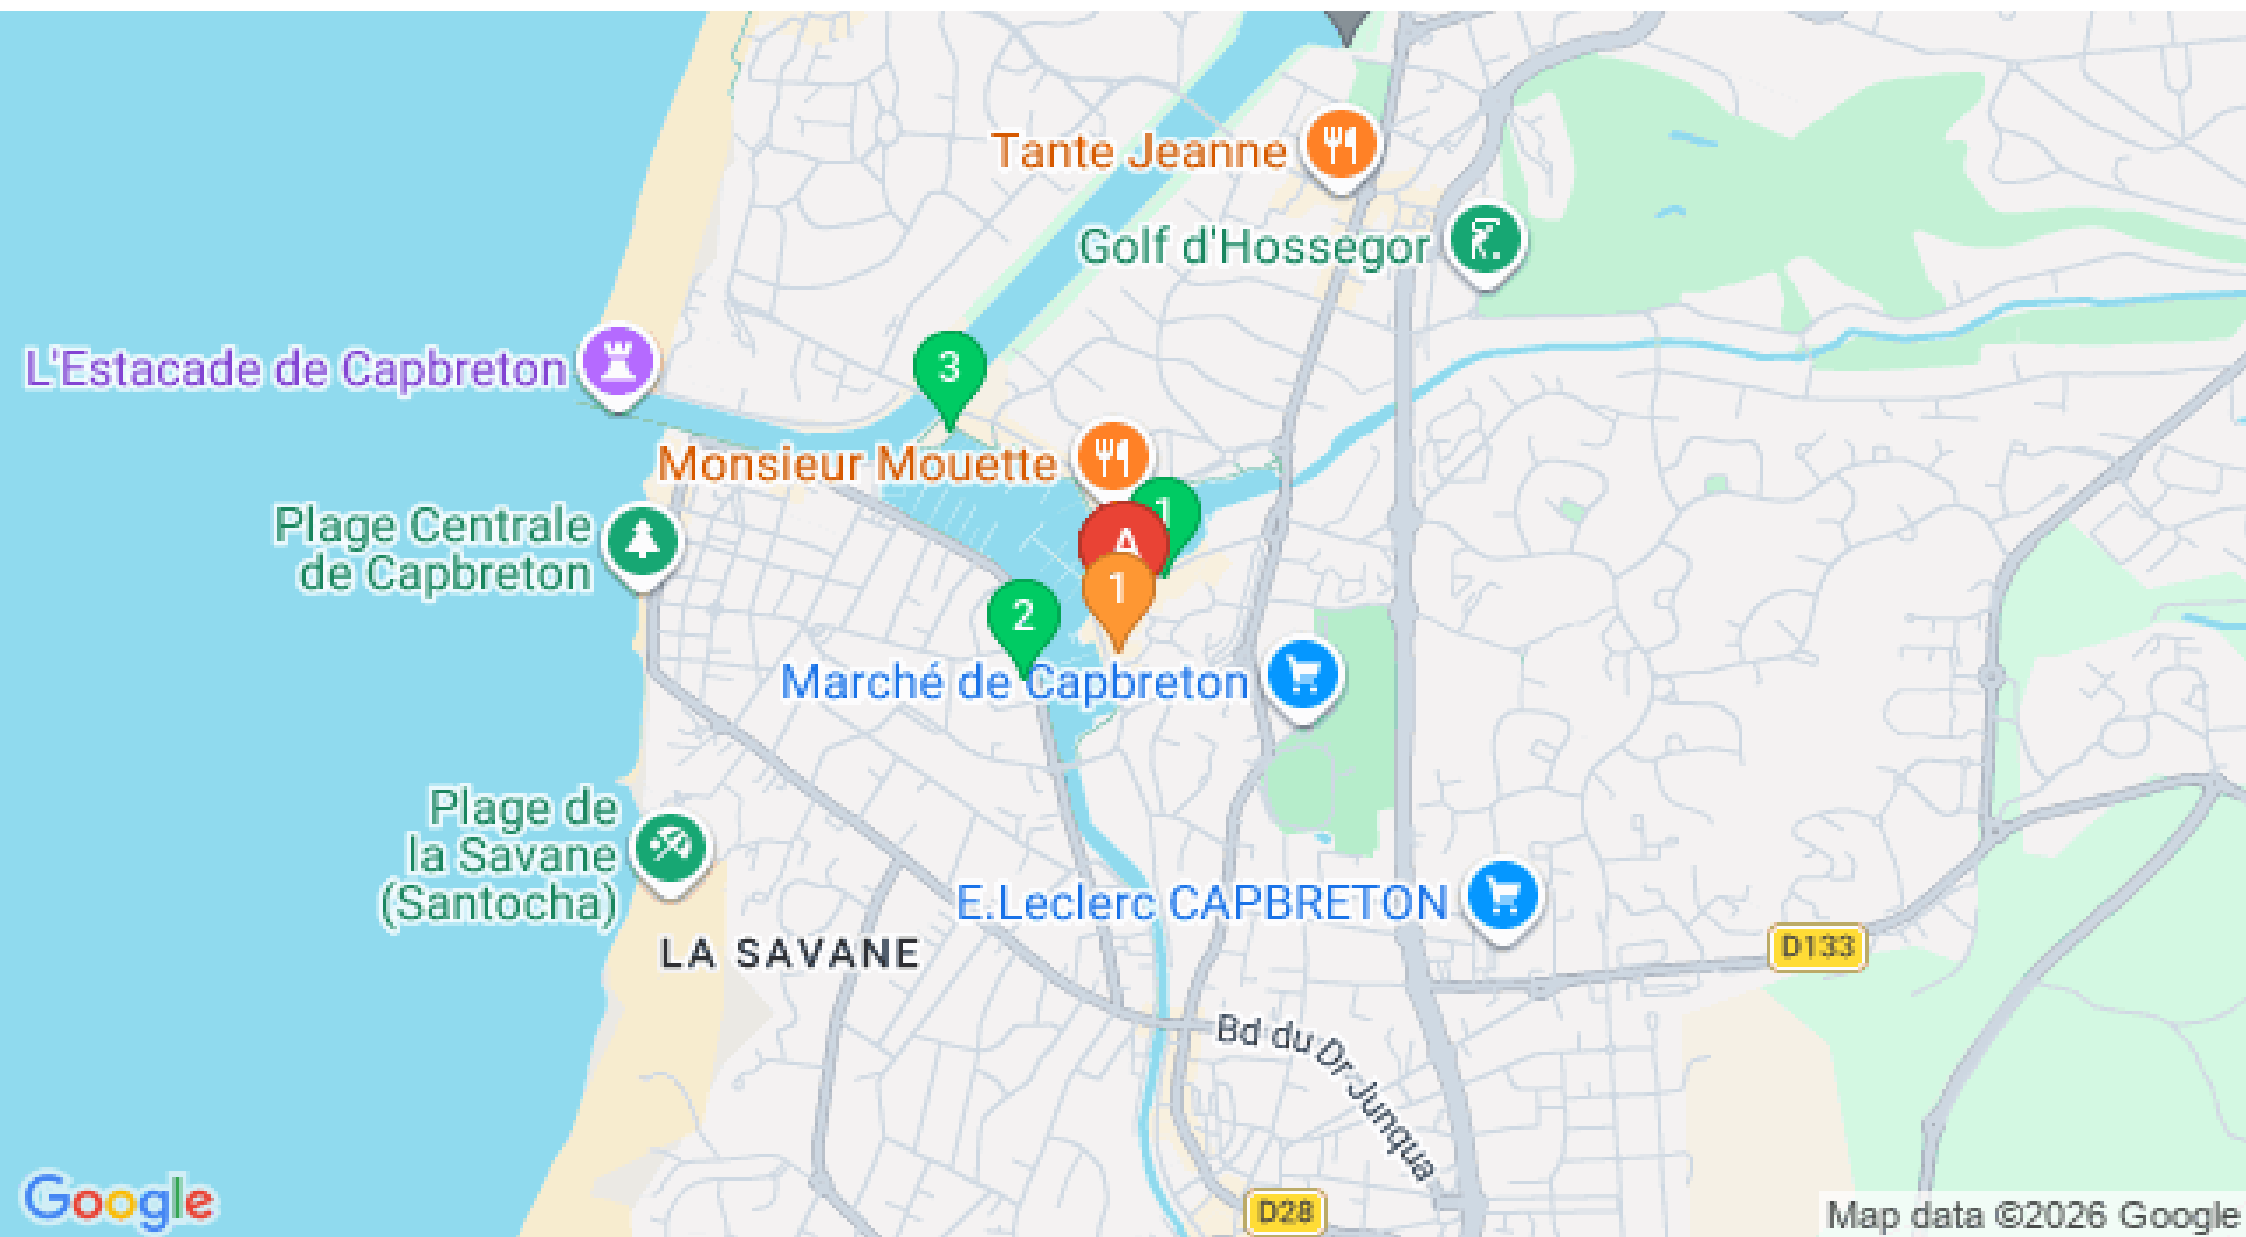 Tante Jeanne
Golf d'Hossegor
L'Estacade de Capbreton
3
Monsieur Mouette
1
Plage Centrale
de Capbreton
A
1
2
Marché de Capbreton
Plage de
la Savane
(Santocha)
E.Leclerc CAPBRETON
LA SAVANE
D133
Bd du Dr Junqua
D28
Google
Map data ©2026 Google